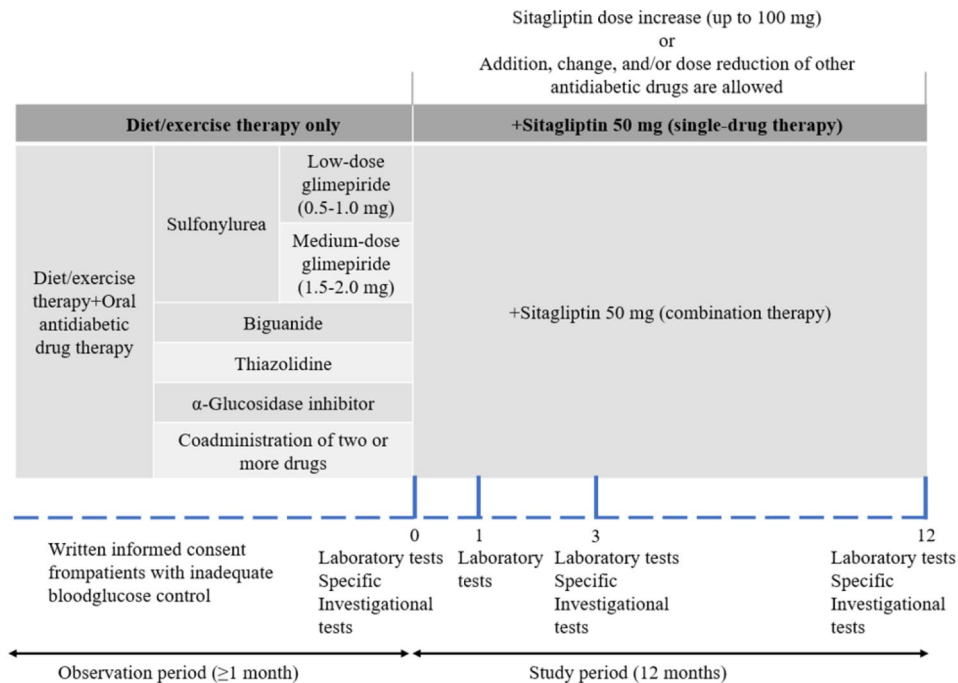 Sitagliptin dose increase (up to 100 mg)
or
Addition, change, and/or dose reduction of other
antidiabetic drugs are allowed
Diet/exercise therapy only
+Sitagliptin 50 mg (single-drug therapy)
Diet/exercise
therapy+Oral
antidiabetic
drug therapy
Sulfonylurea
Low-dose
glimepiride
(0.5-1.0 mg)
Medium-dose
glimepiride
(1.5-2.0 mg)
Biguanide
Thiazolidine
α-Glucosidase inhibitor
Coadministration of two or
more drugs
+Sitagliptin 50 mg (combination therapy)
0
1
3
12
Written informed consent
frompatients with inadequate
bloodglucose control
Laboratory tests
Specific
Investigational
tests
Laboratory
tests
Laboratory tests
Specific
Investigational
tests
Laboratory tests
Specific
Investigational
tests
Observation period (≥1 month)
Study period (12 months)